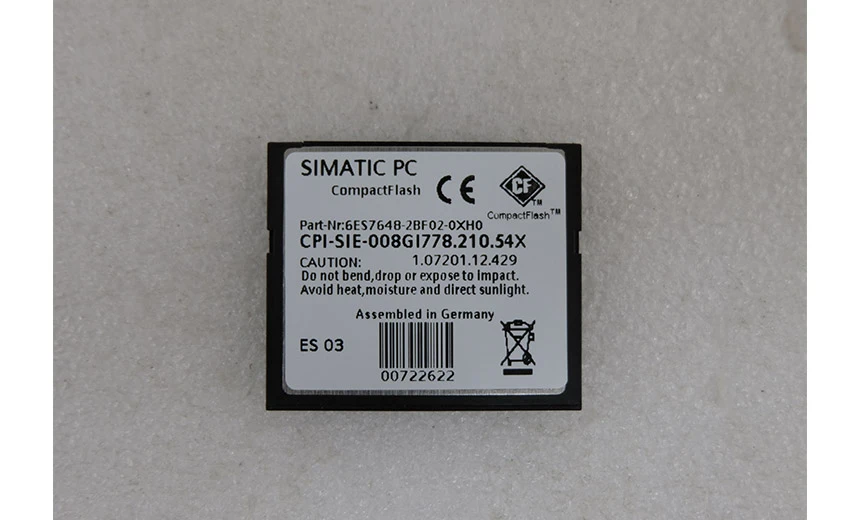 SIMATIC PC
CompactFlash
CE
CF
TM
CompactFlash™
Part-Nr:6ES7648-2BF02-0XH0
CPI-SIE-008GI778.210.54X
CAUTION: 1.07201.12.429
Do not bend,drop or expose to Impact.
Avoid heat,moisture and direct sunlight.
Assembled in Germany
ES 03
00722622